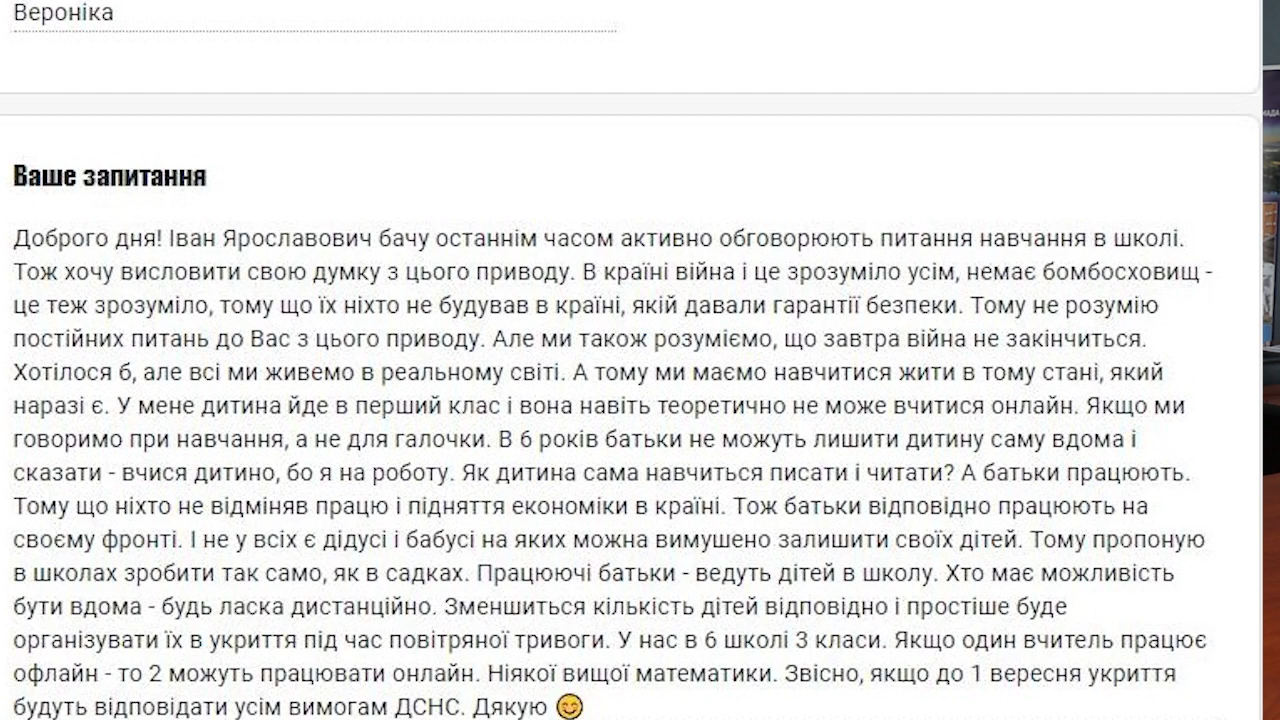 Вероніка
Ваше запитання
Доброго дня! Іван Ярославович бачу останнім часом активно обговорюють питання навчання в школі.
Тож хочу висловити свою думку з цього приводу. В країні війна і це зрозуміло усім, немає бомбосховищ -
це теж зрозуміло, тому що їх ніхто не будував в країні, якій давали гарантії безпеки. Тому не розумію
постійних питань до Вас з цього приводу. Але ми також розуміємо, що завтра війна не закінчиться.
Хотілося б, але всі ми живемо в реальному світі. А тому ми маємо навчитися жити в тому стані, який
наразі є. У мене дитина йде в перший клас і вона навіть теоретично не може вчитися онлайн. Якщо ми
говоримо при навчання, а не для галочки. В 6 років батьки не можуть лишити дитину саму вдома і
сказати - вчися дитино, бо я на роботу. Як дитина сама навчиться писати і читати? А батьки працюють.
Тому що ніхто не відміняв працю і підняття економіки в країні. Тож батьки відповідно працюють на
своєму фронті. І не у всіх є дідусі і бабусі на яких можна вимушено залишити своїх дітей. Тому пропоную
в школах зробити так само, як в садках. Працюючі батьки - ведуть дітей в школу. Хто має можливість
бути вдома - будь ласка дистанційно. Зменшиться кількість дітей відповідно і простіше буде
організувати їх в укриття під час повітряної тривоги. У нас в 6 школі 3 класи. Якщо один вчитель працює
офлайн - то 2 можуть працювати онлайн. Ніякої вищої математики. Звісно, якщо до 1 вересня укриття
будуть відповідати усім вимогам ДСНС. Дякую 😊